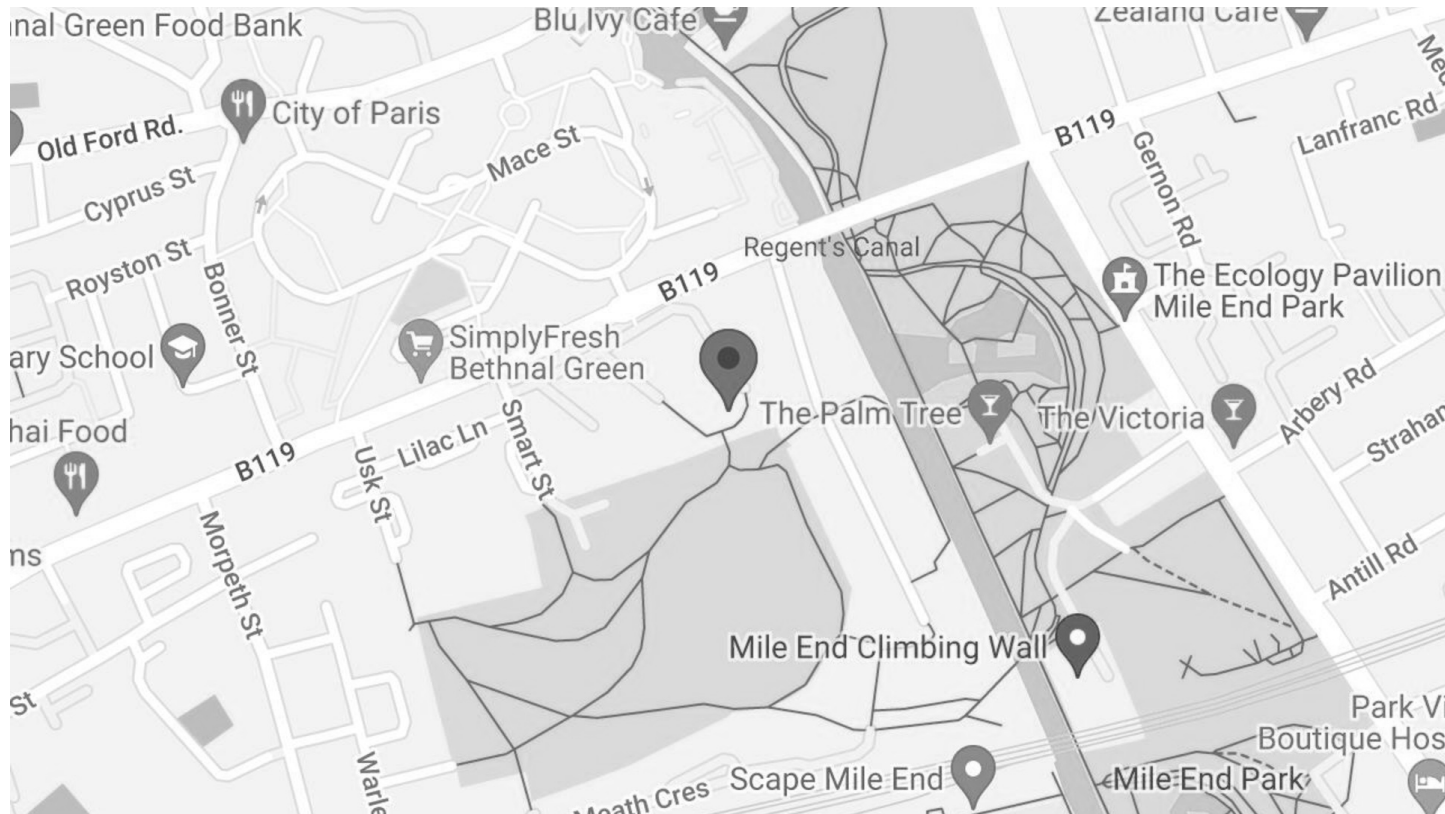 nal Green Food Bank
Blu Ivy Cafe
Zealand Cafe
City of Paris
Old Ford Rd.
Mace St
B119
Lanfranc Rd
Cyprus St
Gernon Rd
Royston St
Regent's Canal
Bonner St
B119
The Ecology Pavilion
Mile End Park
ary School
SimplyFresh
Bethnal Green
The Palm Tree
The Victoria
Arbery Rd
hai Food
Lilac Ln
Smart St
Strahan
B119
Usk St
Morpeth St
ms
Antill Rd
Mile End Climbing Wall
St
Park Vi
Boutique Hos
Warle
Scape Mile End
Mile End Park
Meath Cres